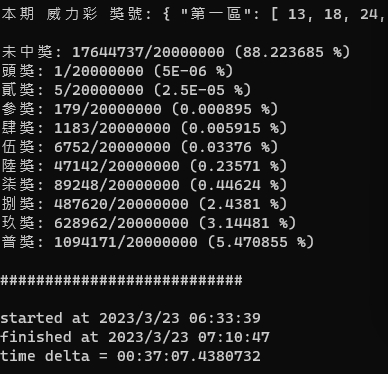 本期 威力彩 獎號: { "第一區": [ 13, 18, 24,
未中獎: 17644737/20000000 (88.223685 %)
頭獎: 1/20000000 (5E-06 %)
貳獎: 5/20000000 (2.5E-05 %)
參獎: 179/20000000 (0.000895 %)
肆獎: 1183/20000000 (0.005915 %)
伍獎: 6752/20000000 (0.03376 %)
陸獎: 47142/20000000 (0.23571 %)
柒獎: 89248/20000000 (0.44624 %)
捌獎: 487620/20000000 (2.4381 %)
玖獎: 628962/20000000 (3.14481 %)
普獎: 1094171/20000000 (5.470855 %)
###########################
started at 2023/3/23 06:33:39
finished at 2023/3/23 07:10:47
time delta = 00:37:07.4380732